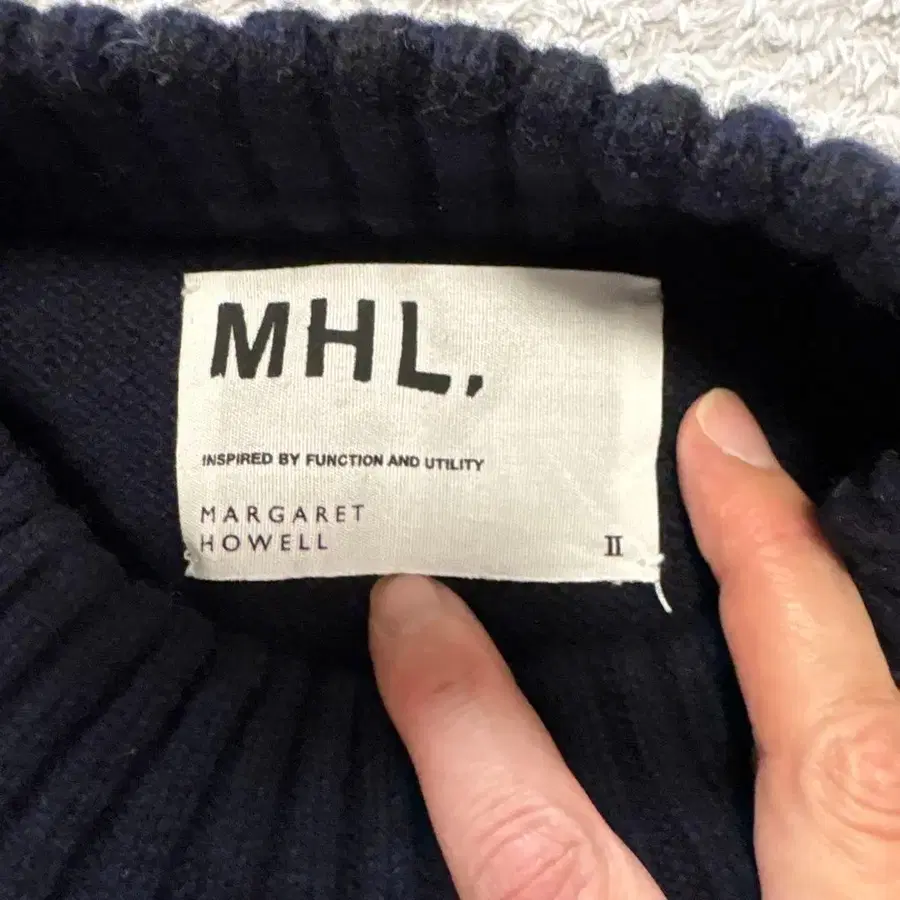 MHL.
INSPIRED BY FUNCTION AND UTILITY
MARGARET
HOWELL
II